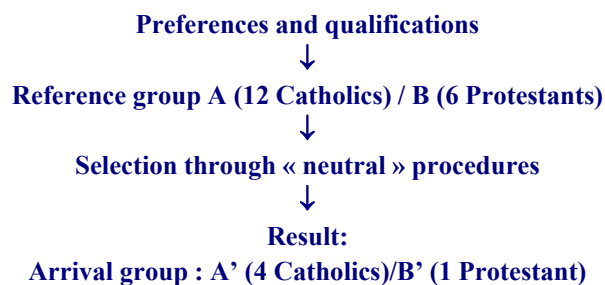 Preferences and qualifications
↓
Reference group A (12 Catholics) / B (6 Protestants)
↓
Selection through « neutral » procedures
↓
Result:
Arrival group : A’ (4 Catholics)/B’ (1 Protestant)